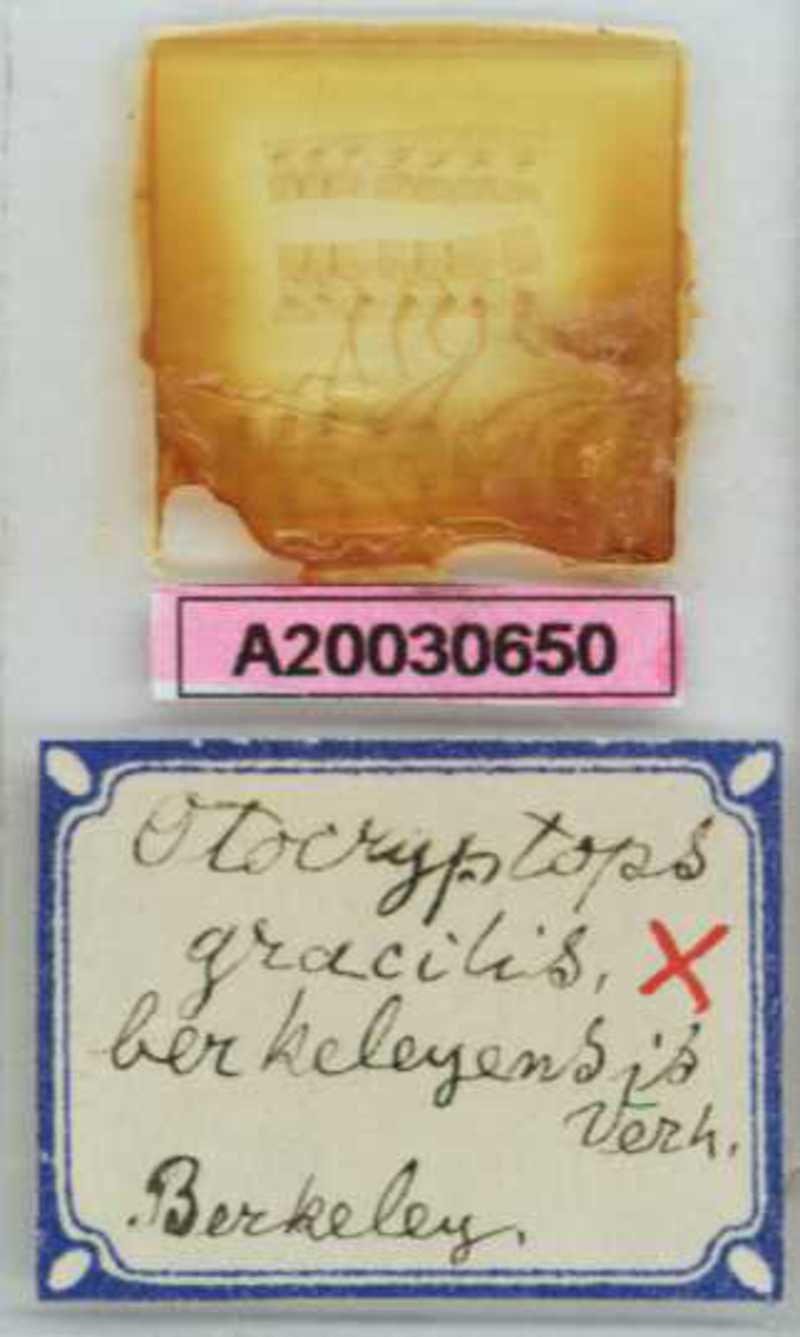 A20030650
Otocryptops
gracilis, X
berkeleyensis
Verh.
Berkeley.